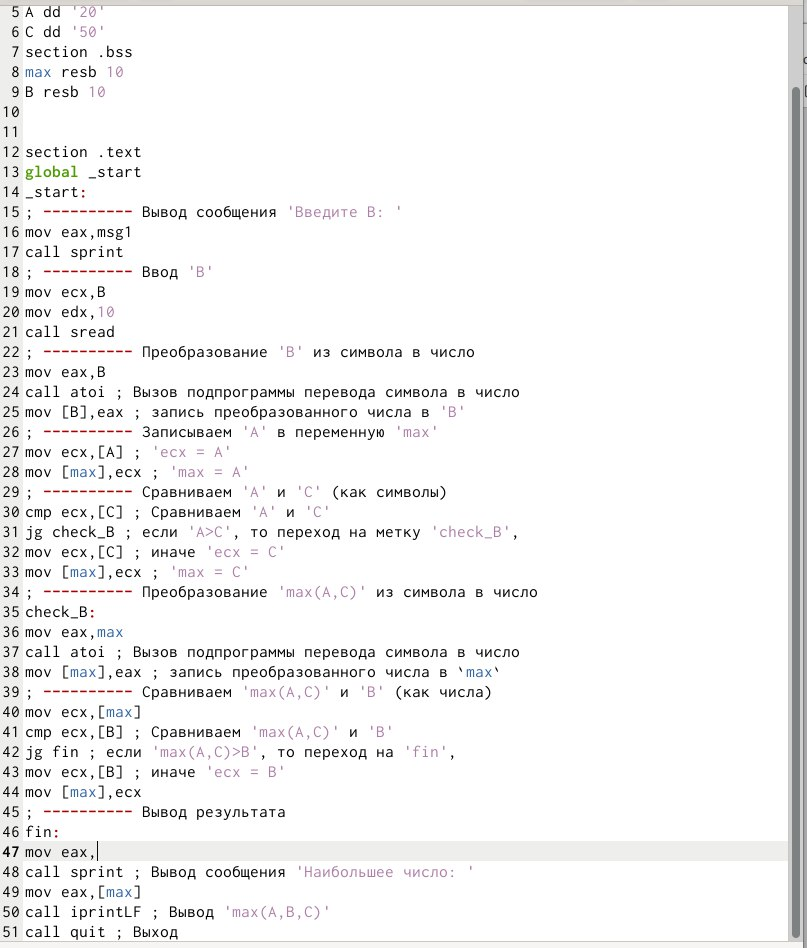 5 A dd '20'
6 C dd '50'
7 section .bss
8 max resb 10
9 B resb 10
10
11
12 section .text
13 global _start
14 _start:
15 ; ---------- Вывод сообщения 'Введите B: '
16 mov eax,msg1
17 call sprint
18 ; ---------- Ввод 'B'
19 mov ecx,B
20 mov edx,10
21 call sread
22 ; ---------- Преобразование 'B' из символа в число
23 mov eax,B
24 call atoi ; Вызов подпрограммы перевода символа в число
25 mov [B],eax ; запись преобразованного числа в 'B'
26 ; ---------- Записываем 'A' в переменную 'max'
27 mov ecx,[A] ; 'ecx = A'
28 mov [max],ecx ; 'max = A'
29 ; ---------- Сравниваем 'A' и 'С' (как символы)
30 cmp ecx,[C] ; Сравниваем 'A' и 'С'
31 jg check_B ; если 'A>C', то переход на метку 'check_B',
32 mov ecx,[C] ; иначе 'ecx = C'
33 mov [max],ecx ; 'max = C'
34 ; ---------- Преобразование 'max(A,C)' из символа в число
35 check_B:
36 mov eax,max
37 call atoi ; Вызов подпрограммы перевода символа в число
38 mov [max],eax ; запись преобразованного числа в `max`
39 ; ---------- Сравниваем 'max(A,C)' и 'B' (как числа)
40 mov ecx,[max]
41 cmp ecx,[B] ; Сравниваем 'max(A,C)' и 'B'
42 jg fin ; если 'max(A,C)>B', то переход на 'fin',
43 mov ecx,[B] ; иначе 'ecx = B'
44 mov [max],ecx
45 ; ---------- Вывод результата
46 fin:
47 mov eax,
48 call sprint ; Вывод сообщения 'Наибольшее число: '
49 mov eax,[max]
50 call iprintLF ; Вывод 'max(A,B,C)'
51 call quit ; Выход